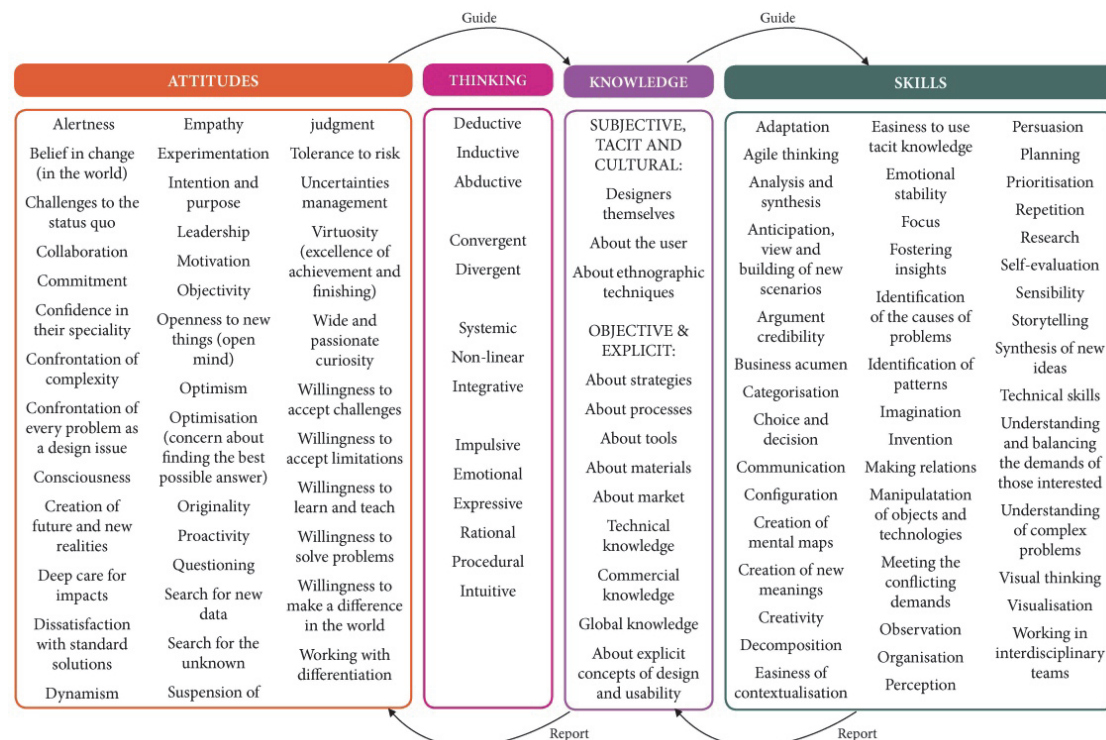 Guide
Guide
ATTITUDES
THINKING
KNOWLEDGE
SKILLS
Alertness
Belief in change
(in the world)
Challenges to the
status quo
Collaboration
Commitment
Confidence in
their speciality
Confrontation of
complexity
Confrontation of
every problem as
a design issue
Consciousness
Creation of
future and new
realities
Deep care for
impacts
Dissatisfaction
with standard
solutions
Dynamism
Empathy
Experimentation
Intention and
purpose
Leadership
Motivation
Objectivity
Openness to new
things (open
mind)
Optimism
Optimisation
(concern about
finding the best
possible answer)
Originality
Proactivity
Questioning
Search for new
data
Search for the
unknown
Suspension of
judgment
Tolerance to risk
Uncertainties
management
Virtuosity
(excellence of
achievement and
finishing)
Wide and
passionate
curiosity
Willingness to
accept challenges
Willingness to
accept limitations
Willingness to
learn and teach
Willingness to
solve problems
Willingness to
make a difference
in the world
Working with
differentiation
Deductive
Inductive
Abductive
Convergent
Divergent
Systemic
Non-linear
Integrative
Impulsive
Emotional
Expressive
Rational
Procedural
Intuitive
SUBJECTIVE,
TACIT AND
CULTURAL:
Designers
themselves
About the user
About ethnographic
techniques
OBJECTIVE &
EXPLICIT:
About strategies
About processes
About tools
About materials
About market
Technical
knowledge
Commercial
knowledge
Global knowledge
About explicit
concepts of design
and usability
Adaptation
Agile thinking
Analysis and
synthesis
Anticipation,
view and
building of new
scenarios
Argument
credibility
Business acumen
Categorisation
Choice and
decision
Communication
Configuration
Creation of
mental maps
Creation of new
meanings
Creativity
Decomposition
Easiness of
contextualisation
Easiness to use
tacit knowledge
Emotional
stability
Focus
Fostering
insights
Identification
of the causes of
problems
Identification of
patterns
Imagination
Invention
Making relations
Manipulatation
of objects and
technologies
Meeting the
conflicting
demands
Observation
Organisation
Perception
Persuasion
Planning
Prioritisation
Repetition
Research
Self-evaluation
Sensibility
Storytelling
Synthesis of new
ideas
Technical skills
Understanding
and balancing
the demands of
those interested
Understanding
of complex
problems
Visual thinking
Visualisation
Working in
interdisciplinary
teams
Report
Report